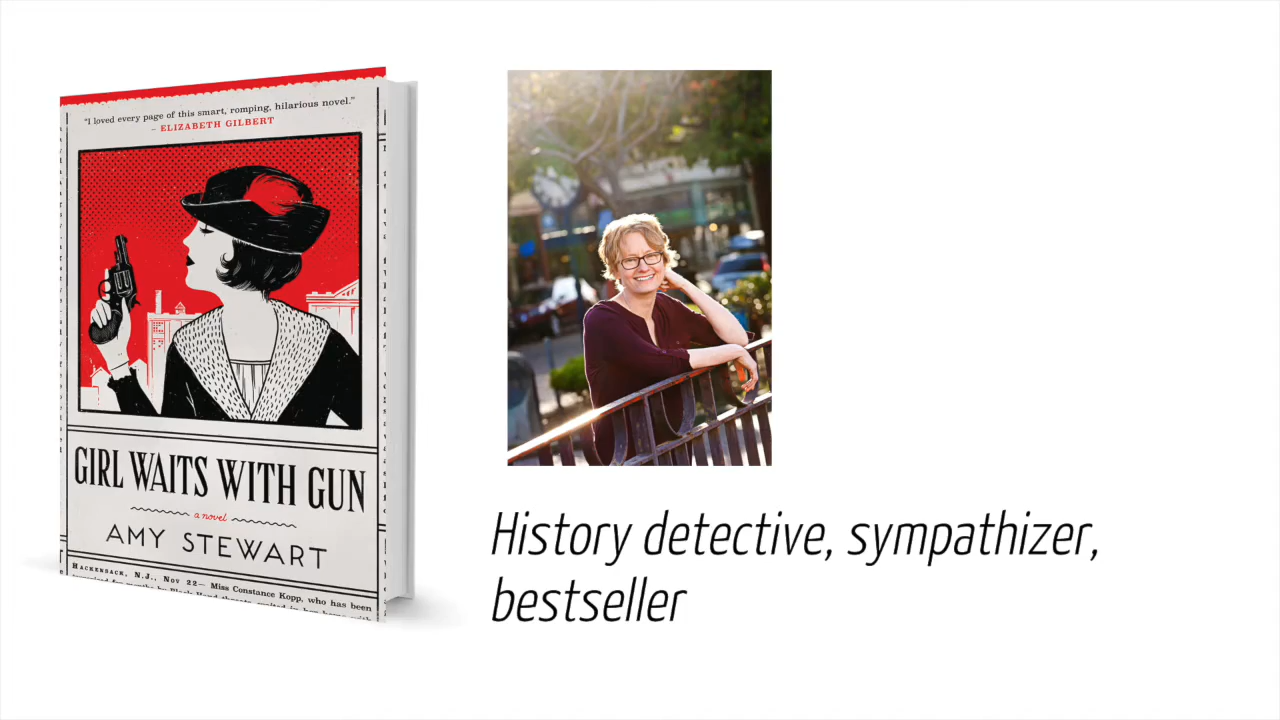 "I loved every page of this smart, romping, hilarious novel."
– ELIZABETH GILBERT
GIRL WAITS WITH GUN
a novel
AMY STEWART
HACKENSACK, N.J., NOV 22— Miss Constance Kopp, who has been
History detective, sympathizer,
bestseller